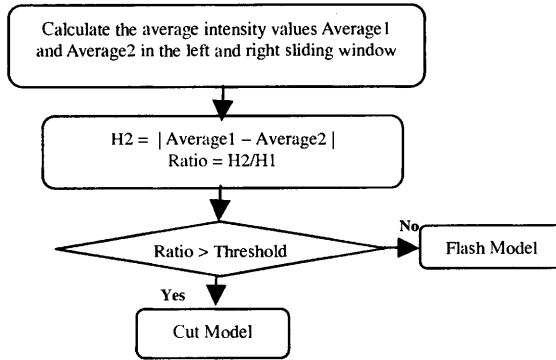 Calculate the average intensity values Average1
and Average2 in the left and right sliding window
H2 = | Average1 − Average2 |
Ratio = H2/H1
Ratio > Threshold
No
Flash Model
Yes
Cut Model